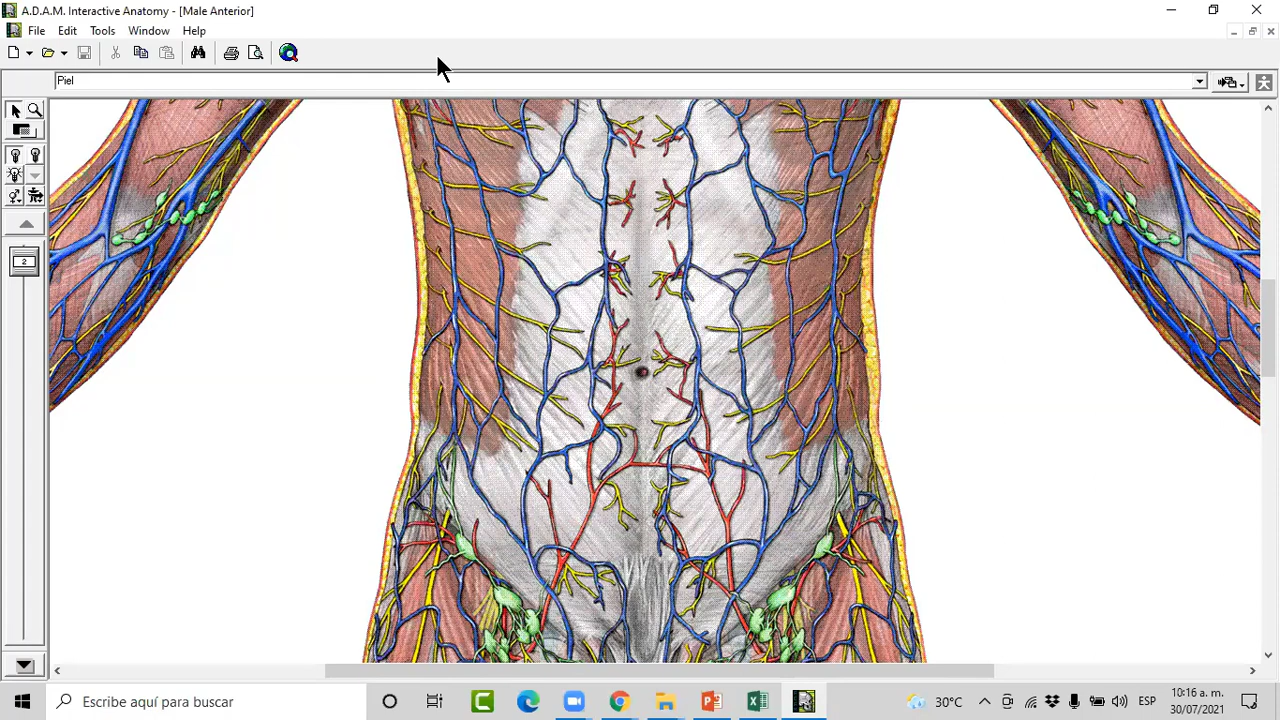 A.D.A.M. Interactive Anatomy - [Male Anterior]
File Edit Tools Window Help
Piel
2
Escribe aquí para buscar
30°C
ESP
10:16 a. m.
30/07/2021